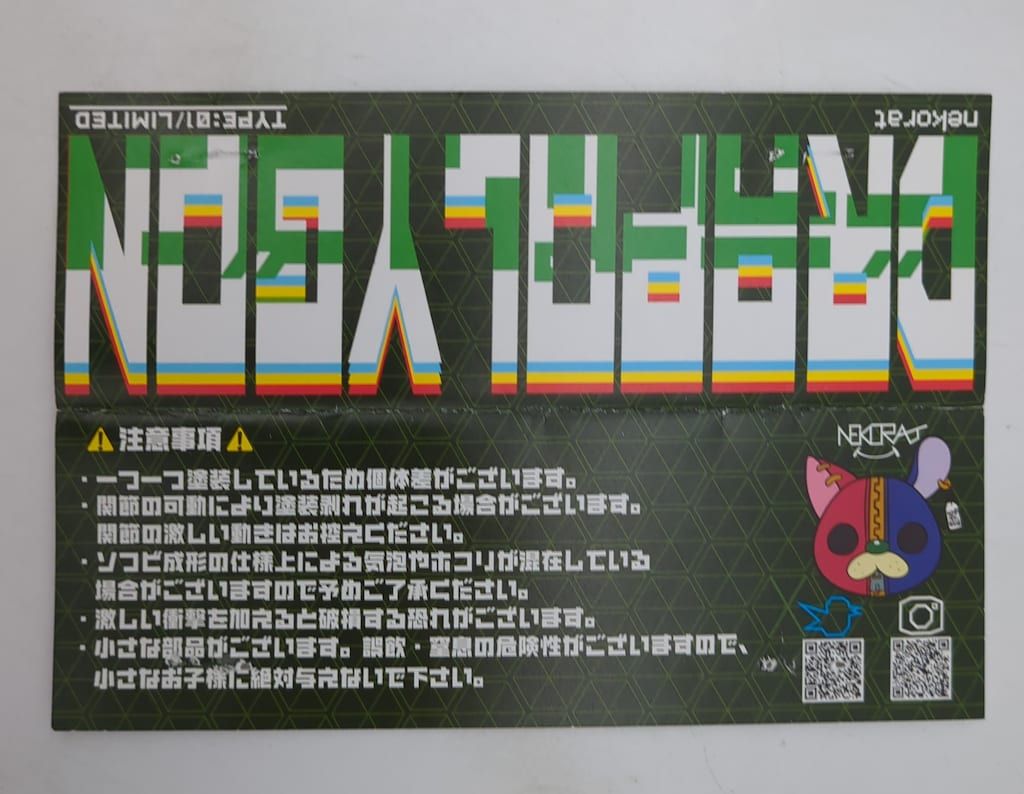 nekorat
TYPE:01/LIMITED
⚠注意事項⚠
・一つ一つ塗装しているため個体差がございます。
・関節の可動により塗装剥れが起こる場合がございます。
関節の激しい動きはお控えください。
・ソフビ成形の仕様上による気泡やホコリが混在している
場合がございますので予めご了承ください。
・激しい衝撃を加えると破損する恐れがございます。
・小さな部品がございます。誤飲・窒息の危険性がございますので、
小さなお子様に絶対与えないで下さい。
NEKORAT